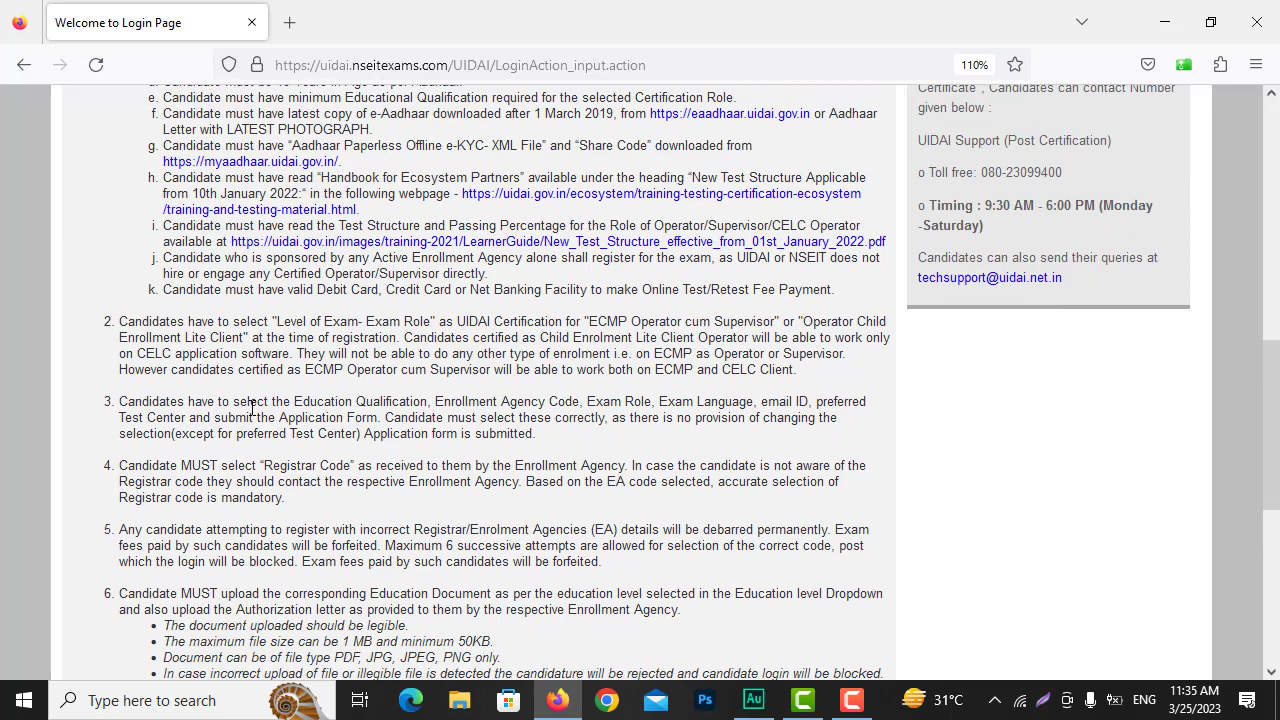 Welcome to Login Page
https://uidai.nseitexams.com/UIDAI/LoginAction_input.action
110%
e. Candidate must have minimum Educational Qualification required for the selected Certification Role.
f. Candidate must have latest copy of e-Aadhaar downloaded after 1 March 2019, from https://eaadhaar.uidai.gov.in or Aadhaar
Letter with LATEST PHOTOGRAPH.
g. Candidate must have “Aadhaar Paperless Offline e-KYC- XML File” and “Share Code” downloaded from
https://myaadhaar.uidai.gov.in/.
h. Candidate must have read “Handbook for Ecosystem Partners” available under the heading “New Test Structure Applicable
from 10th January 2022:“ in the following webpage - https://uidai.gov.in/ecosystem/training-testing-certification-ecosystem
/training-and-testing-material.html.
i. Candidate must have read the Test Structure and Passing Percentage for the Role of Operator/Supervisor/CELC Operator
available at https://uidai.gov.in/images/training-2021/LearnerGuide/New_Test_Structure_effective_from_01st_January_2022.pdf
j. Candidate who is sponsored by any Active Enrollment Agency alone shall register for the exam, as UIDAI or NSEIT does not
hire or engage any Certified Operator/Supervisor directly.
k. Candidate must have valid Debit Card, Credit Card or Net Banking Facility to make Online Test/Retest Fee Payment.
2. Candidates have to select "Level of Exam- Exam Role" as UIDAI Certification for "ECMP Operator cum Supervisor" or "Operator Child
Enrollment Lite Client" at the time of registration. Candidates certified as Child Enrolment Lite Client Operator will be able to work only
on CELC application software. They will not be able to do any other type of enrolment i.e. on ECMP as Operator or Supervisor.
However candidates certified as ECMP Operator cum Supervisor will be able to work both on ECMP and CELC Client.
3. Candidates have to select the Education Qualification, Enrollment Agency Code, Exam Role, Exam Language, email ID, preferred
Test Center and submit the Application Form. Candidate must select these correctly, as there is no provision of changing the
selection(except for preferred Test Center) Application form is submitted.
4. Candidate MUST select “Registrar Code” as received to them by the Enrollment Agency. In case the candidate is not aware of the
Registrar code they should contact the respective Enrollment Agency. Based on the EA code selected, accurate selection of
Registrar code is mandatory.
5. Any candidate attempting to register with incorrect Registrar/Enrolment Agencies (EA) details will be debarred permanently. Exam
fees paid by such candidates will be forfeited. Maximum 6 successive attempts are allowed for selection of the correct code, post
which the login will be blocked. Exam fees paid by such candidates will be forfeited.
6. Candidate MUST upload the corresponding Education Document as per the education level selected in the Education level Dropdown
and also upload the Authorization letter as provided to them by the respective Enrollment Agency.
• The document uploaded should be legible.
• The maximum file size can be 1 MB and minimum 50KB.
• Document can be of file type PDF, JPG, JPEG, PNG only.
• In case incorrect upload of file or illegible file is detected the candidature will be rejected and candidate login will be blocked.
Certificate", Candidates can contact Number
given below :
UIDAI Support (Post Certification)
o Toll free: 080-23099400
o Timing : 9:30 AM - 6:00 PM (Monday
-Saturday)
Candidates can also send their queries at
techsupport@uidai.net.in
Type here to search
Ps
Au
31°C
ENG
11:35 AM
3/25/2023